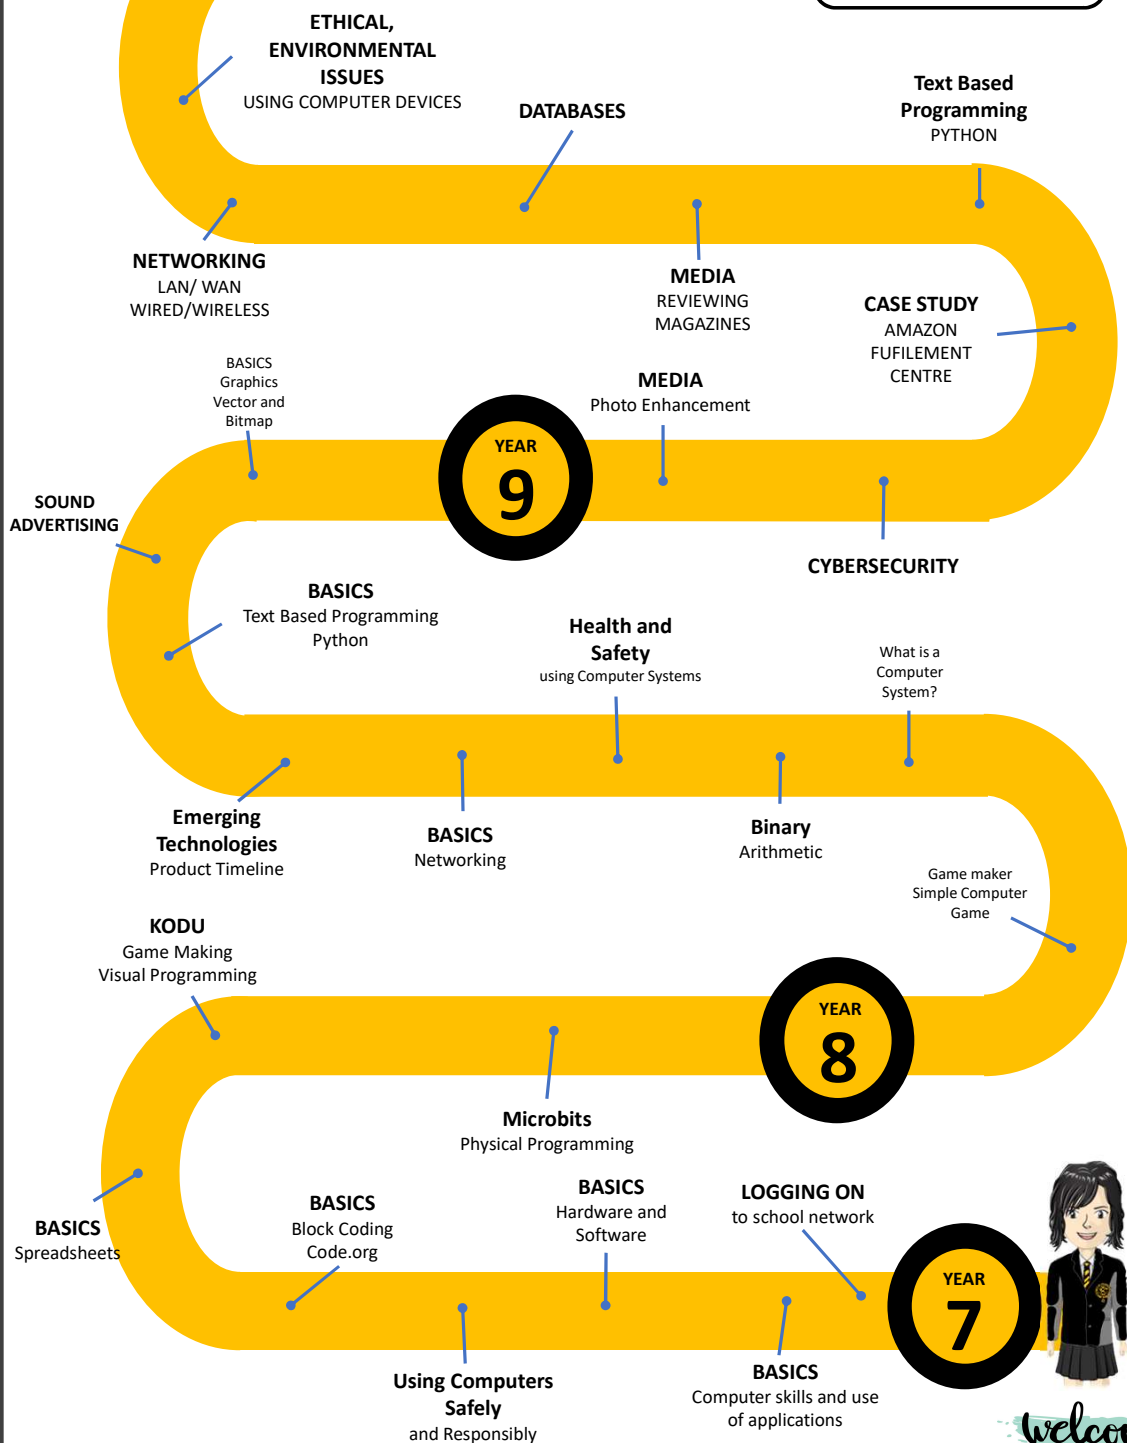 ETHICAL,
ENVIRONMENTAL
ISSUES
USING COMPUTER DEVICES
DATABASES
Text Based
Programming
PYTHON
NETWORKING
LAN/ WAN
WIRED/WIRELESS
MEDIA
REVIEWING
MAGAZINES
CASE STUDY
AMAZON
FUFILEMENT
CENTRE
BASICS
Graphics
Vector and
Bitmap
YEAR
9
MEDIA
Photo Enhancement
SOUND
ADVERTISING
CYBERSECURITY
BASICS
Text Based Programming
Python
Health and
Safety
using Computer Systems
What is a
Computer
System?
Emerging
Technologies
Product Timeline
BASICS
Networking
Binary
Arithmetic
Game maker
Simple Computer
Game
KODU
Game Making
Visual Programming
YEAR
8
Microbits
Physical Programming
BASICS
Spreadsheets
BASICS
Block Coding
Code.org
BASICS
Hardware and
Software
LOGGING ON
to school network
YEAR
7
Using Computers
Safely
and Responsibly
BASICS
Computer skills and use
of applications